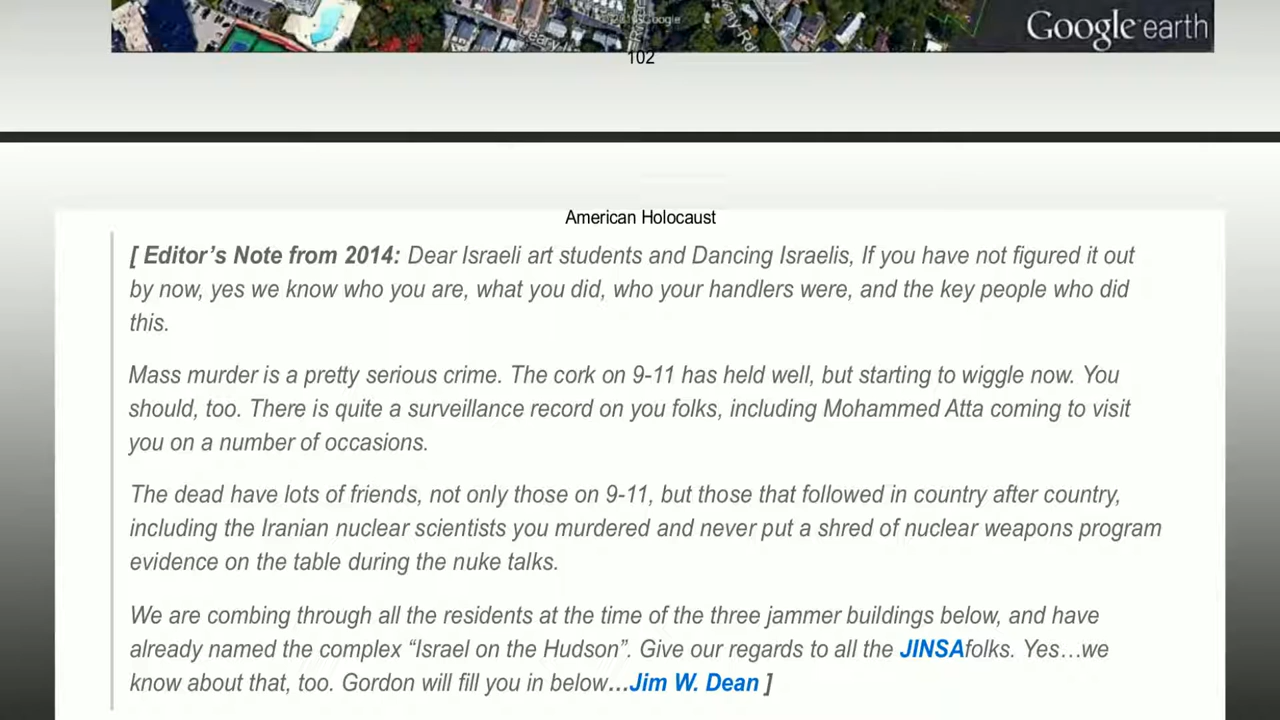 Google earth
102
American Holocaust
[ Editor’s Note from 2014: Dear Israeli art students and Dancing Israelis, If you have not figured it out
by now, yes we know who you are, what you did, who your handlers were, and the key people who did
this.
Mass murder is a pretty serious crime. The cork on 9-11 has held well, but starting to wiggle now. You
should, too. There is quite a surveillance record on you folks, including Mohammed Atta coming to visit
you on a number of occasions.
The dead have lots of friends, not only those on 9-11, but those that followed in country after country,
including the Iranian nuclear scientists you murdered and never put a shred of nuclear weapons program
evidence on the table during the nuke talks.
We are combing through all the residents at the time of the three jammer buildings below, and have
already named the complex “Israel on the Hudson”. Give our regards to all the JINSAfolks. Yes…we
know about that, too. Gordon will fill you in below…Jim W. Dean ]